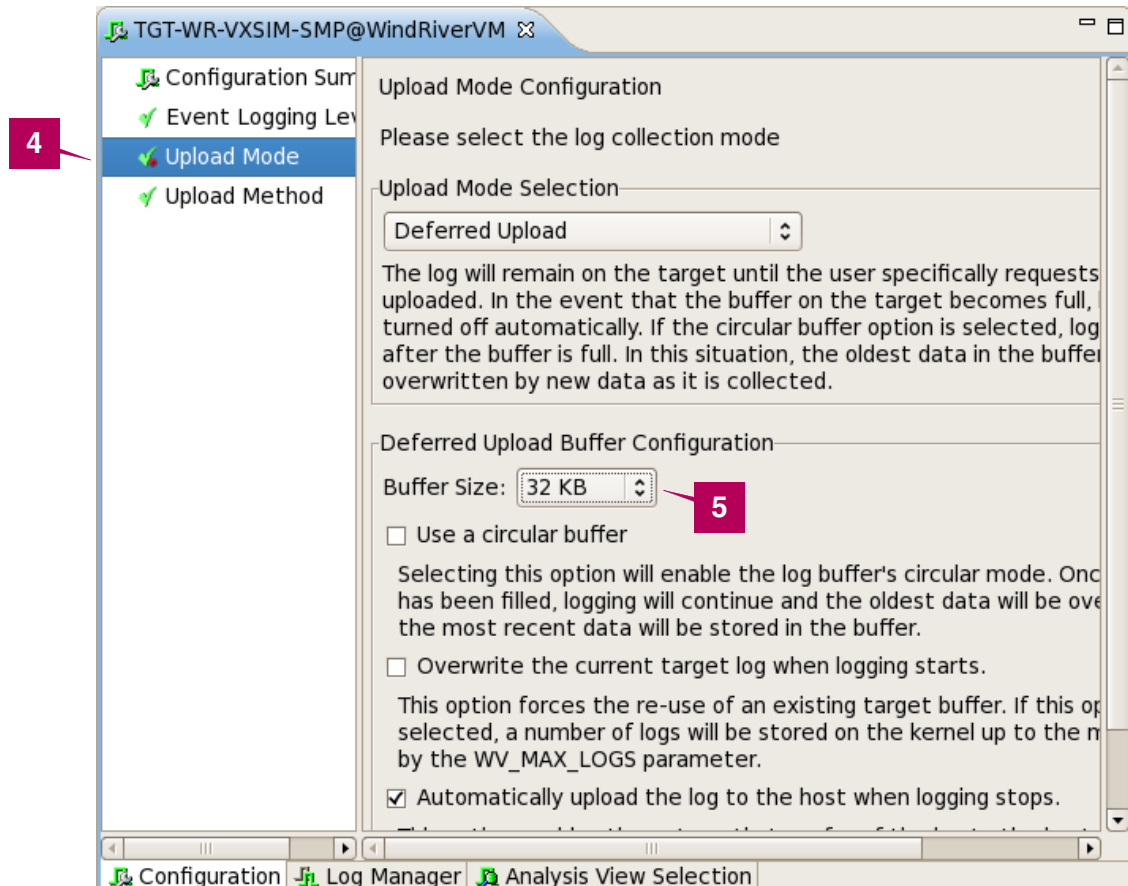 TGT-WR-VXSIM-SMP@WindRiverVM
Configuration Sum
Event Logging Lev
4
Upload Mode
Upload Method
Upload Mode Configuration
Please select the log collection mode
Upload Mode Selection
Deferred Upload
The log will remain on the target until the user specifically requests
uploaded. In the event that the buffer on the target becomes full,
turned off automatically. If the circular buffer option is selected, log
after the buffer is full. In this situation, the oldest data in the buffer
overwritten by new data as it is collected.
Deferred Upload Buffer Configuration
Buffer Size: 32 KB
5
Use a circular buffer
Selecting this option will enable the log buffer's circular mode. Onc
has been filled, logging will continue and the oldest data will be ove
the most recent data will be stored in the buffer.
Overwrite the current target log when logging starts.
This option forces the re-use of an existing target buffer. If this op
selected, a number of logs will be stored on the kernel up to the m
by the WV_MAX_LOGS parameter.
Automatically upload the log to the host when logging stops.
Configuration Log Manager Analysis View Selection